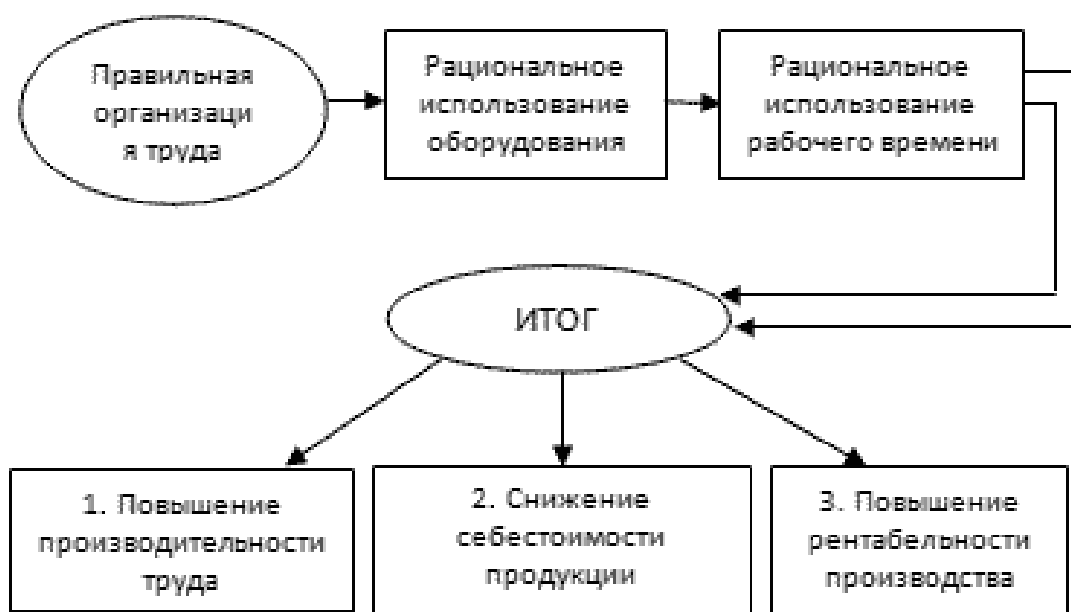 Правильная
организаци
я труда
Рациональное
использование
оборудования
Рациональное
использование
рабочего времени
ИТОГ
1. Повышение
производительности
труда
2. Снижение
себестоимости
продукции
3. Повышение
рентабельности
производства